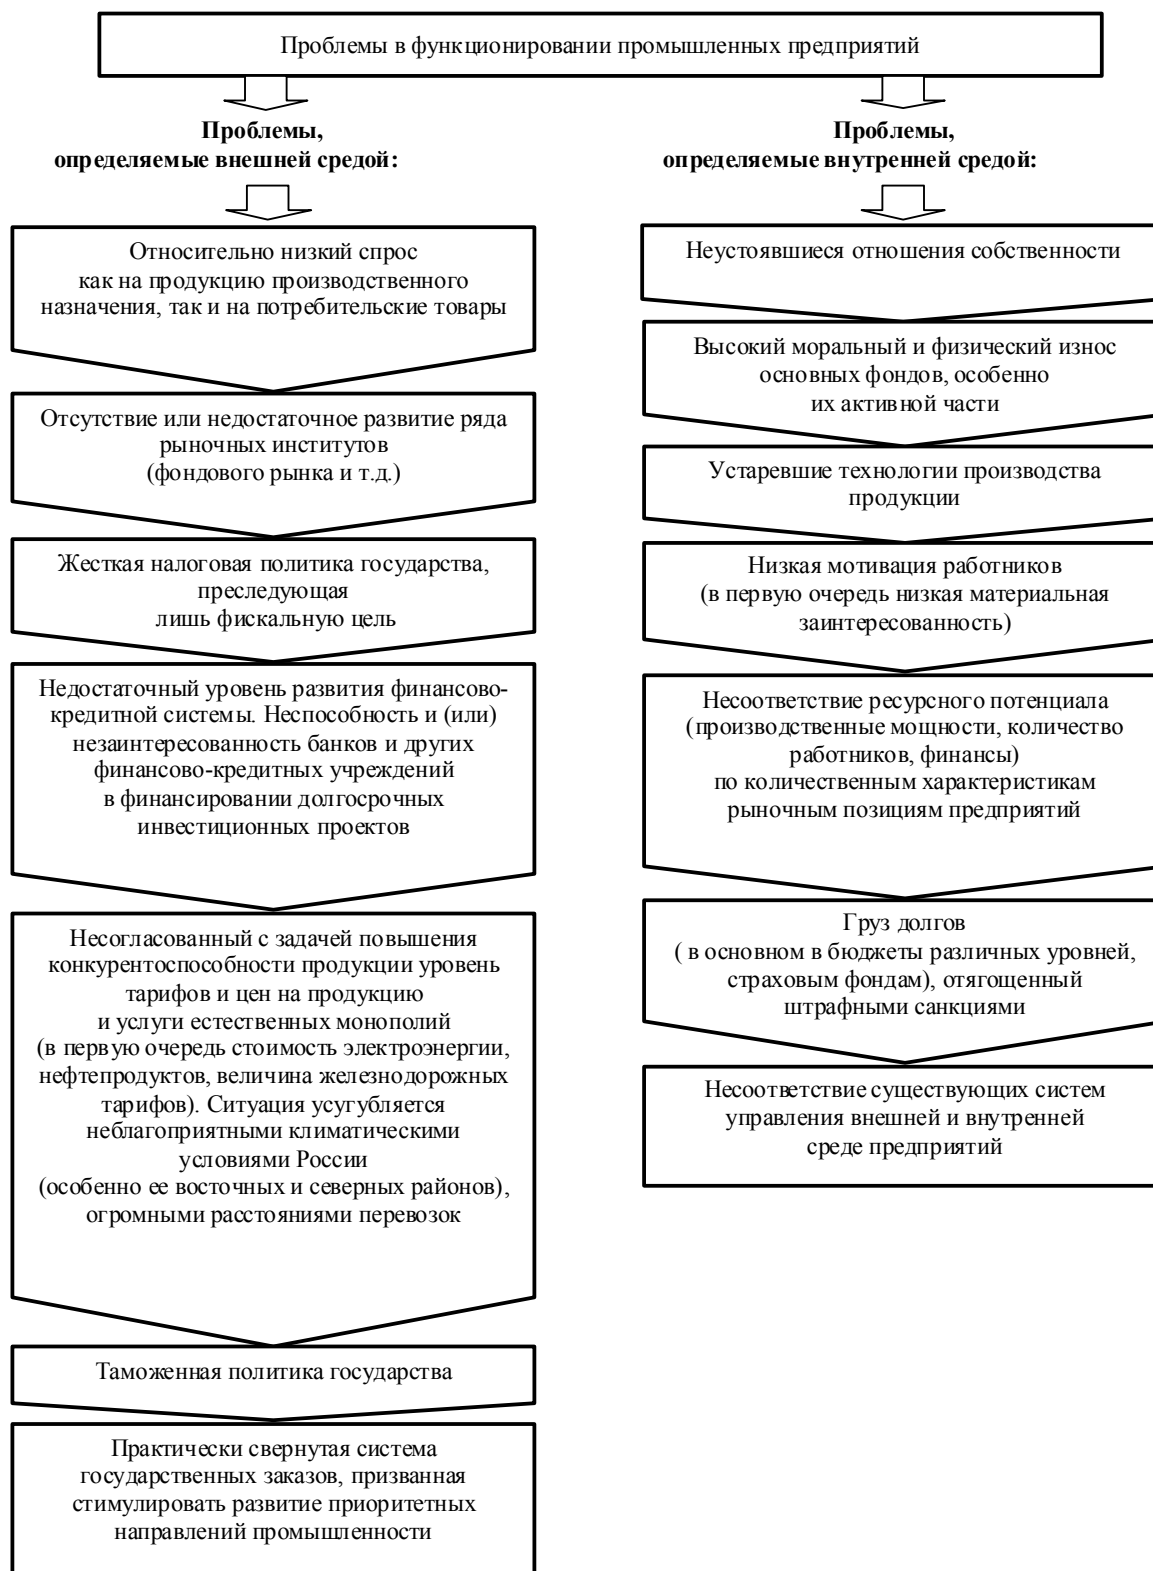 Проблемы в функционировании промышленных предприятий
Проблемы,
определяемые внешней средой:
Относительно низкий спрос
как на продукцию производственного
назначения, так и на потребительские товары
Отсутствие или недостаточное развитие ряда
рыночных институтов
(фондового рынка и т.д.)
Жесткая налоговая политика государства,
преследующая
лишь фискальную цель
Недостаточный уровень развития финансово-
кредитной системы. Неспособность и (или)
незаинтересованность банков и других
финансово-кредитных учреждений
в финансировании долгосрочных
инвестиционных проектов
Несогласованный с задачей повышения
конкурентоспособности продукции уровень
тарифов и цен на продукцию
и услуги естественных монополий
(в первую очередь стоимость электроэнергии,
нефтепродуктов, величина железнодорожных
тарифов). Ситуация усугубляется
неблагоприятными климатическими
условиями России
(особенно ее восточных и северных районов),
огромными расстояниями перевозок
Таможенная политика государства
Практически свернутая система
государственных заказов, призванная
стимулировать развитие приоритетных
направлений промышленности
Проблемы,
определяемые внутренней средой:
Неустоявшиеся отношения собственности
Высокий моральный и физический износ
основных фондов, особенно
их активной части
Устаревшие технологии производства
продукции
Низкая мотивация работников
(в первую очередь низкая материальная
заинтересованность)
Несоответствие ресурсного потенциала
(производственные мощности, количество
работников, финансы)
по количественным характеристикам
рыночным позициям предприятий
Груз долгов
( в основном в бюджеты различных уровней,
страховым фондам), отягощенный
штрафными санкциями
Несоответствие существующих систем
управления внешней и внутренней
среде предприятий